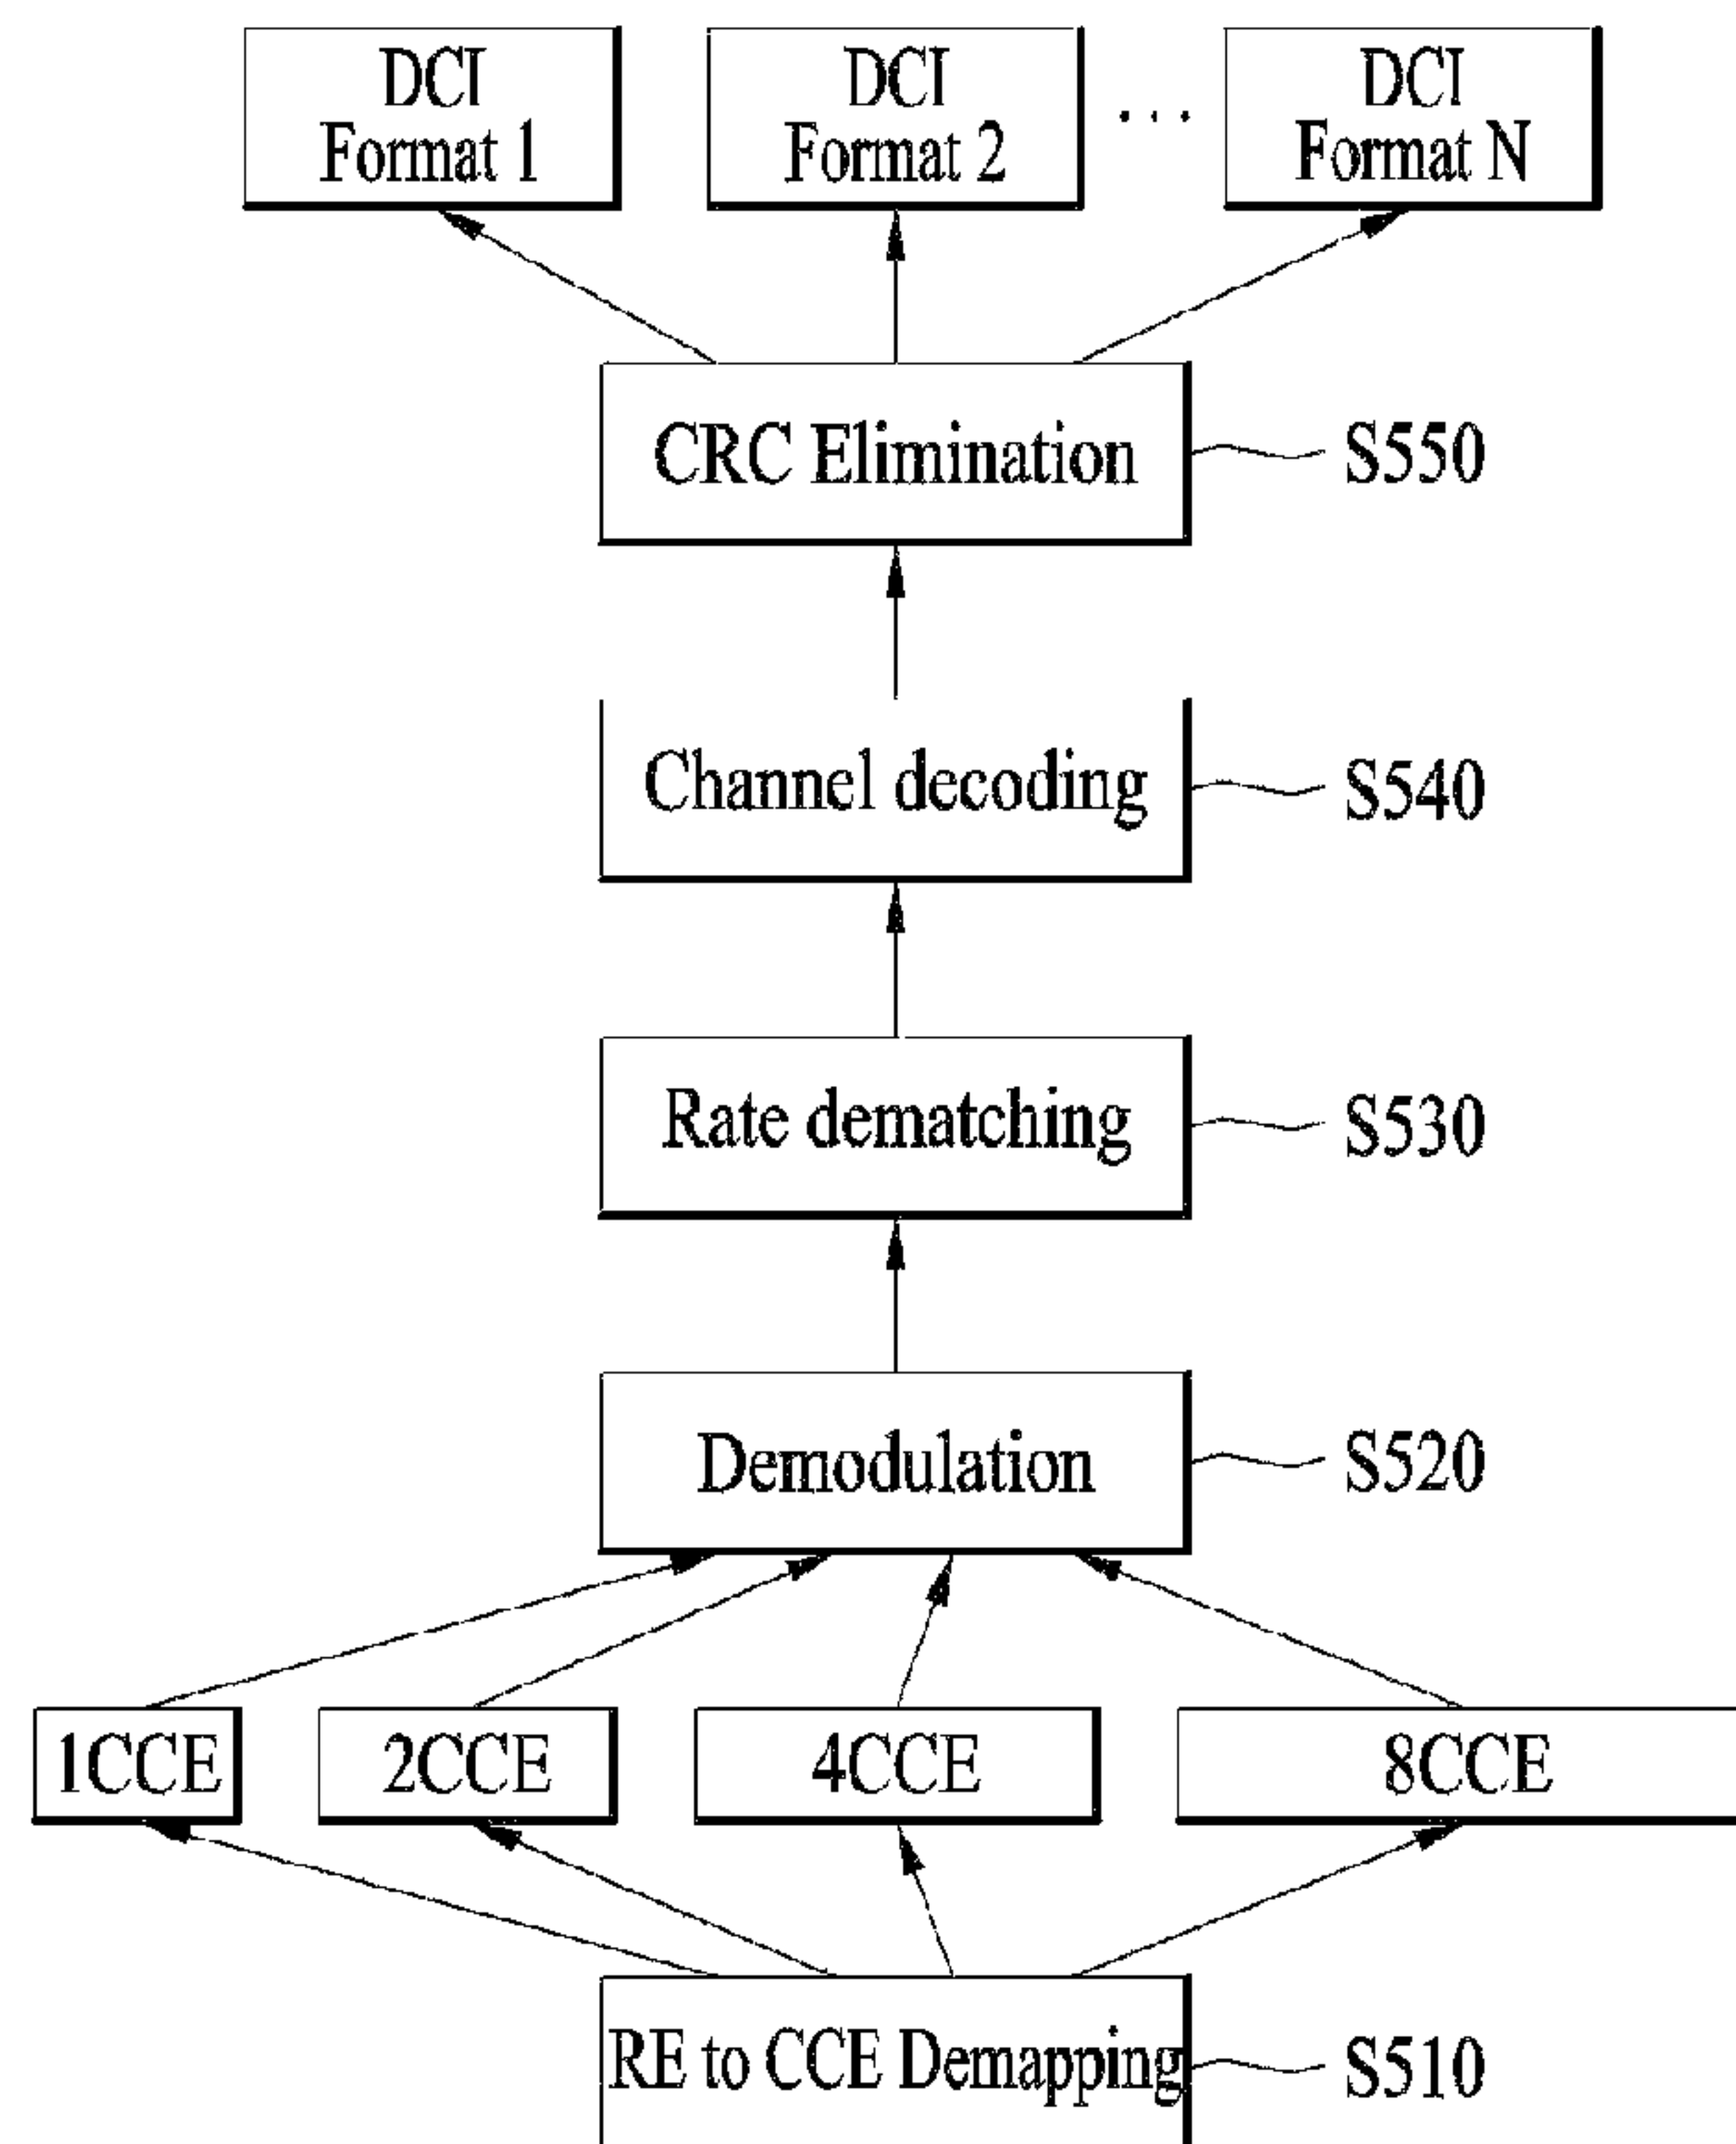 DCI
Format 1
DCI
Format 2
. . .
DCI
Format N
CRC Elimination
S550
Channel decoding
S540
Rate dematching
S530
Demodulation
S520
1CCE
2CCE
4CCE
8CCE
RE to CCE Demapping
S510